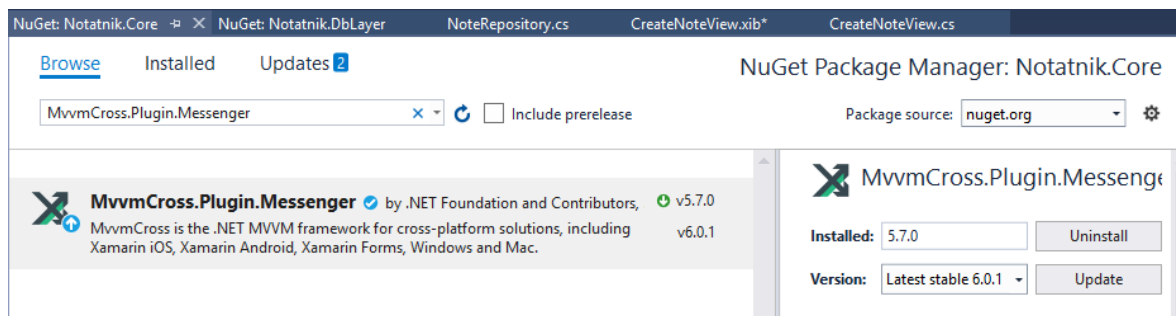 NuGet: Notatnik.Core NuGet: Notatnik.DbLayer NoteRepository.cs CreateNoteView.xib* CreateNoteView.cs
Browse Installed Updates 2
NuGet Package Manager: Notatnik.Core
MvvmCross.Plugin.Messenger Include prerelease Package source: nuget.org
MvvmCross.Plugin.Messenger by .NET Foundation and Contributors, v5.7.0
MvvmCross is the .NET MVVM framework for cross-platform solutions, including v6.0.1
Xamarin iOS, Xamarin Android, Xamarin Forms, Windows and Mac.
MvvmCross.Plugin.Messenge
Installed: 5.7.0 Uninstall
Version: Latest stable 6.0.1 Update